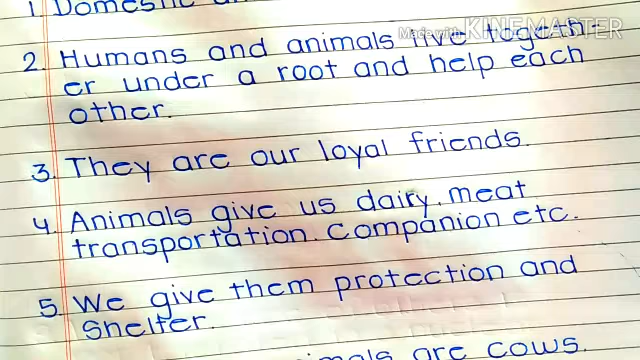 1. Domestic
Made with KINEMASTER
2. Humans and animals live togeth
er under a root and help each
other.
3. They are our loyal friends.
4. Animals give us dairy, meat
transportation. Companion etc.
5. We give them protection and
Shelter.
are cows.